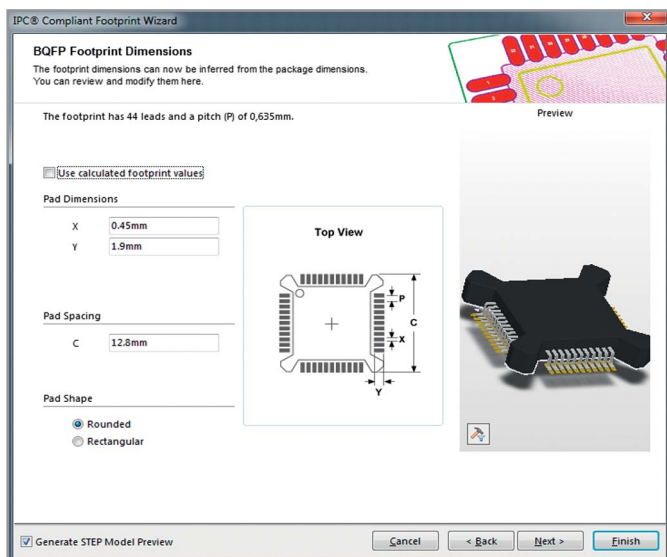 IPC® Compliant Footprint Wizard
BQFP Footprint Dimensions
The footprint dimensions can now be inferred from the package dimensions.
You can review and modify them here.
The footprint has 44 leads and a pitch (P) of 0,635mm.
Preview
Use calculated footprint values
Pad Dimensions
X 0.45mm
Y 1.9mm
Top View
P
C
X
Y
Pad Spacing
C 12.8mm
Pad Shape
Rounded
Rectangular
Generate STEP Model Preview
Cancel
< Back
Next >
Finish